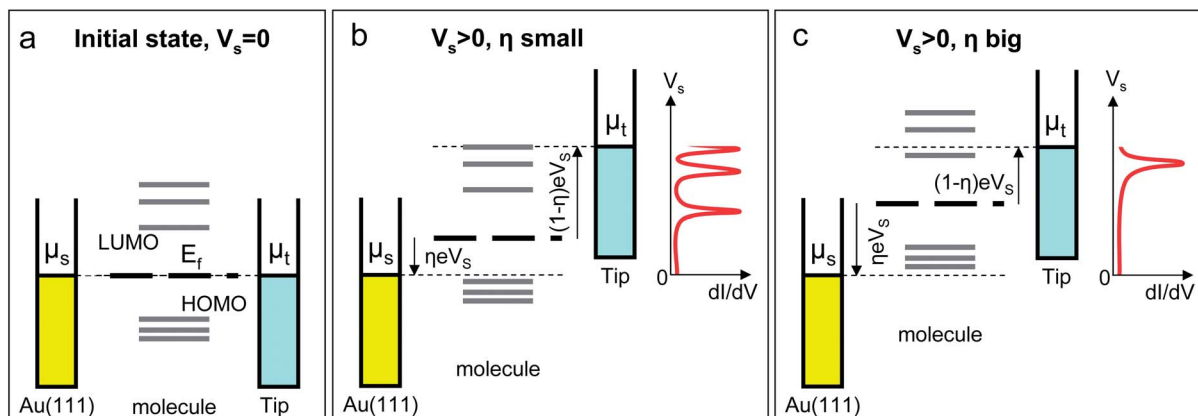 a Initial state, Vₛ=0
μₛ
LUMO
E_f
HOMO
μₜ
Au(111)
molecule
Tip
b Vₛ>0, η small
μₛ
ηeVₛ
(1-η)eVₛ
μₜ
Tip
Vₛ
0
dI/dV
molecule
Au(111)
c Vₛ>0, η big
μₛ
ηeVₛ
(1-η)eVₛ
μₜ
Tip
Vₛ
0
dI/dV
molecule
Au(111)